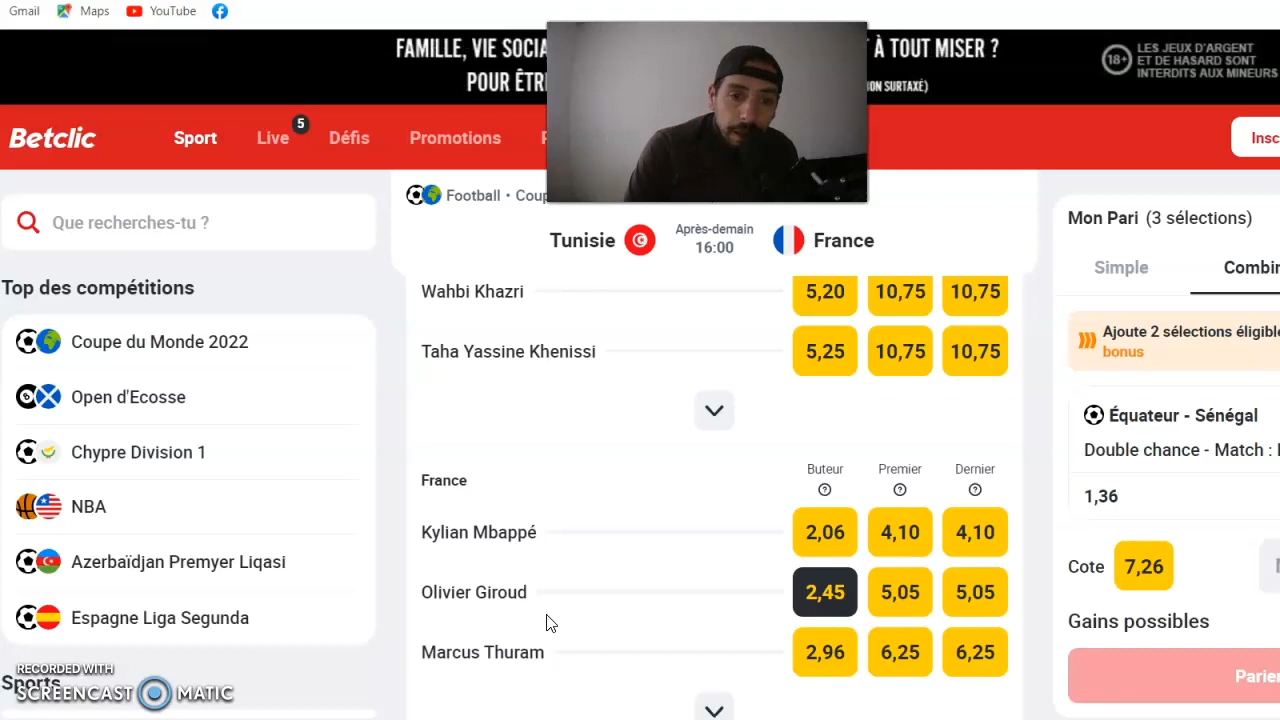 Gmail Maps YouTube
FAMILLE, VIE SOCIA À TOUT MISER ?
POUR ÊTR ON SURTAXÉ)
18+ LES JEUX D'ARGENT
ET DE HASARD SONT
INTERDITS AUX MINEURS
Betclic Sport Live 5 Défis Promotions Insc
Que recherches-tu ?
Top des compétitions
Coupe du Monde 2022
Open d'Ecosse
Chypre Division 1
NBA
Azerbaïdjan Premyer Liqasi
Espagne Liga Segunda
Sports
RECORDED WITH
SCREENCAST MATIC
Football • Coup
Tunisie Après-demain France
16:00
Wahbi Khazri 5,20 10,75 10,75
Taha Yassine Khenissi 5,25 10,75 10,75
France Buteur Premier Dernier
Kylian Mbappé 2,06 4,10 4,10
Olivier Giroud 2,45 5,05 5,05
Marcus Thuram 2,96 6,25 6,25
Mon Pari (3 sélections)
Simple Combin
Ajoute 2 sélections éligible
bonus
Équateur - Sénégal
Double chance - Match :
1,36
Cote 7,26
Gains possibles
Parier